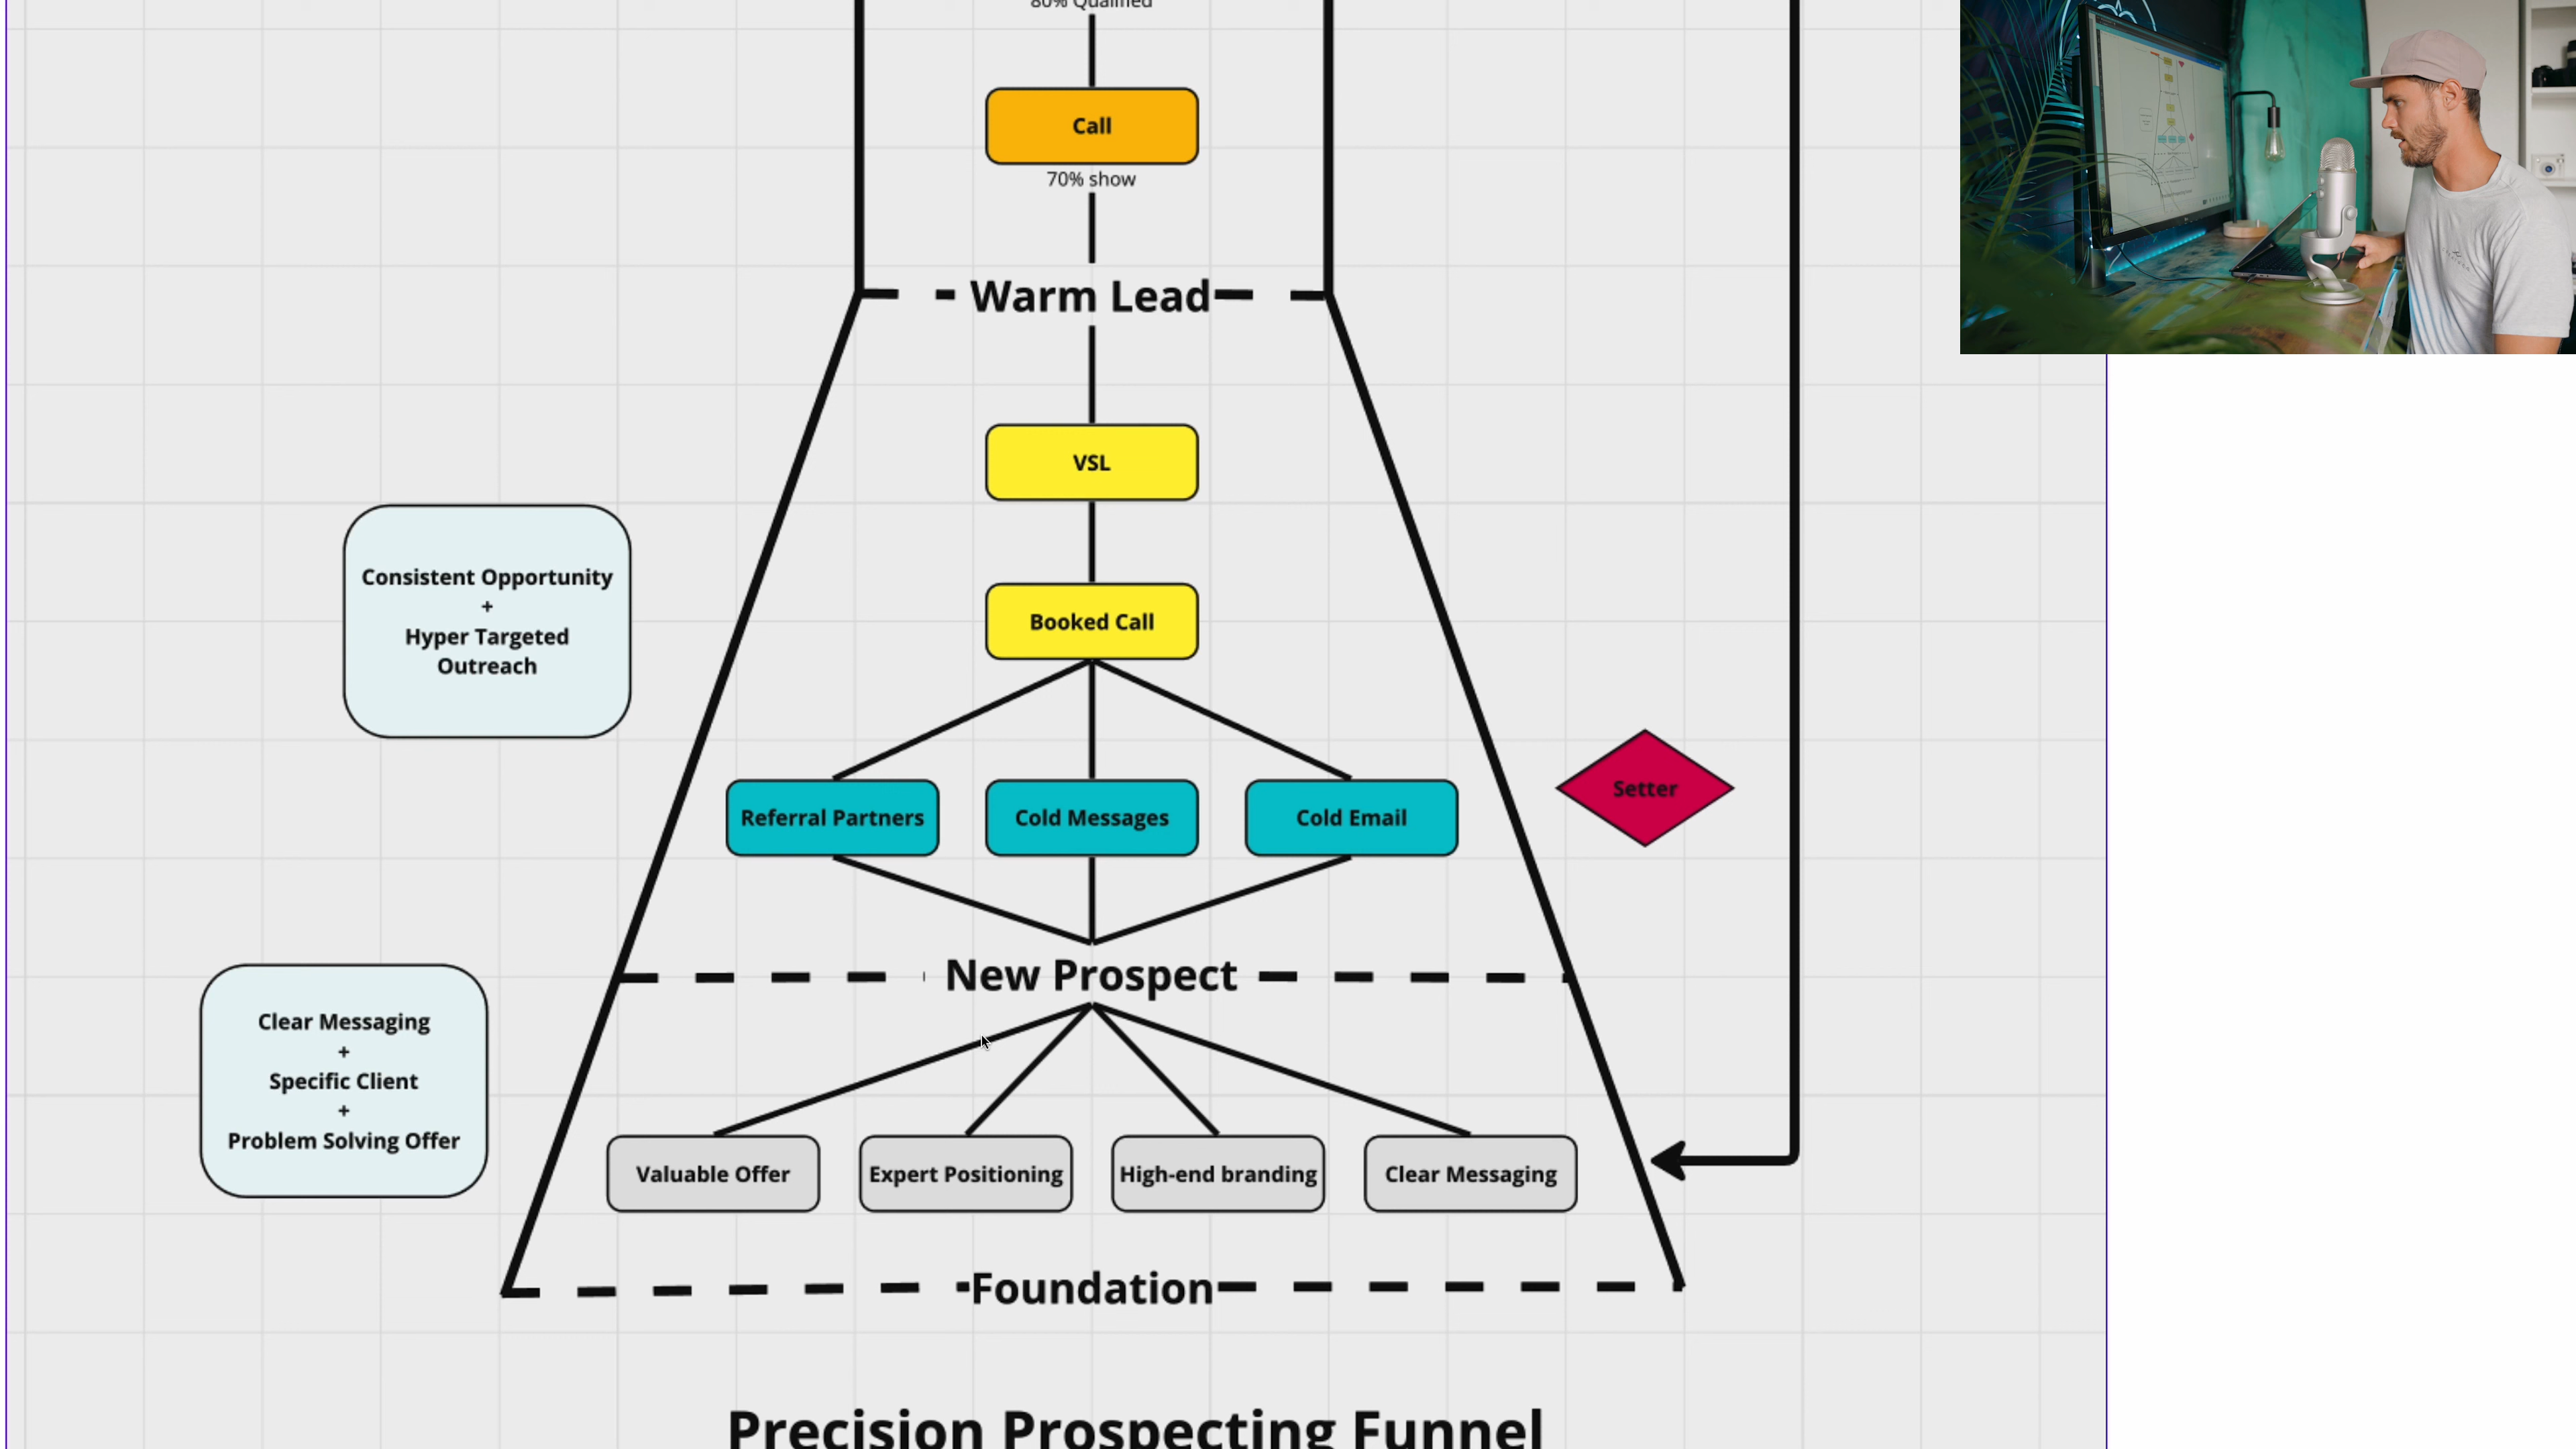 80% Qualified
Call
70% show
Warm Lead
VSL
Consistent Opportunity
+
Hyper Targeted
Outreach
Booked Call
Setter
Referral Partners
Cold Messages
Cold Email
New Prospect
Clear Messaging
+
Specific Client
+
Problem Solving Offer
Valuable Offer
Expert Positioning
High-end branding
Clear Messaging
Foundation
Precision Prospecting Funnel